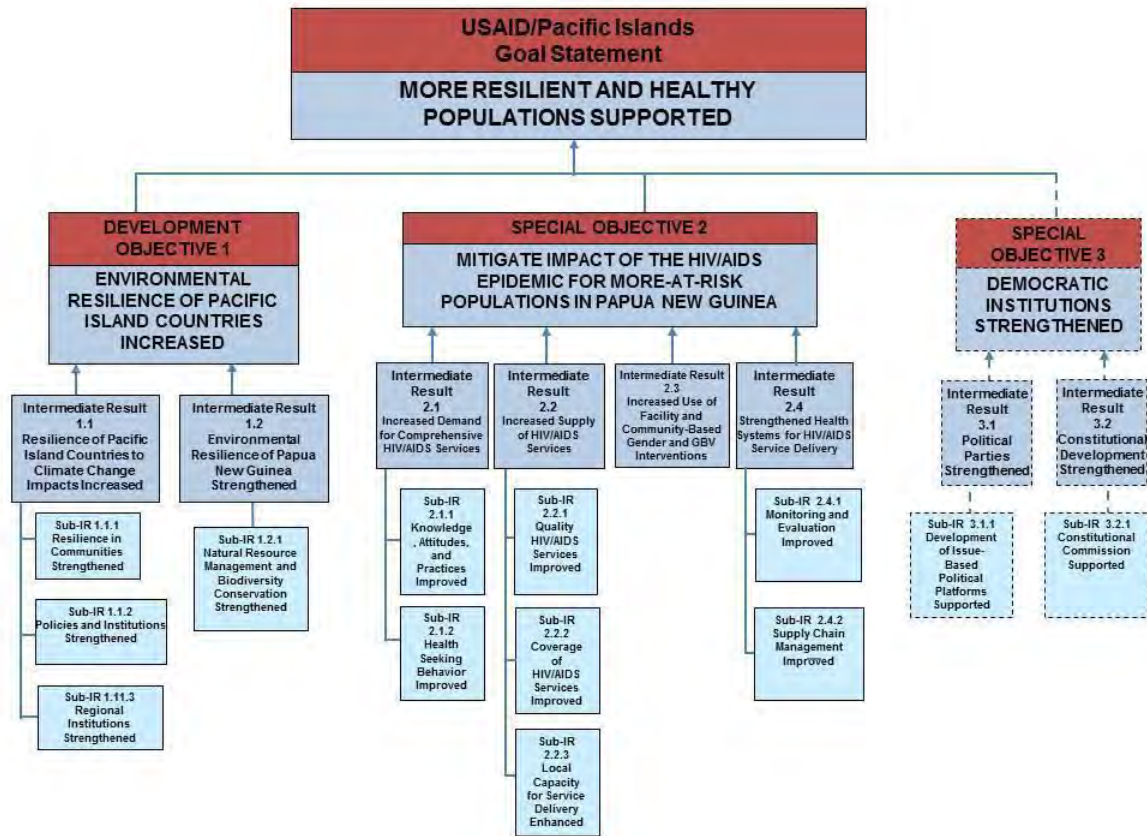 USAID/Pacific Islands
Goal Statement
MORE RESILIENT AND HEALTHY
POPULATIONS SUPPORTED
DEVELOPMENT
OBJECTIVE 1
ENVIRONMENTAL
RESILIENCE OF PACIFIC
ISLAND COUNTRIES
INCREASED
SPECIAL OBJECTIVE 2
MITIGATE IMPACT OF THE HIV/AIDS
EPIDEMIC FOR MORE-AT-RISK
POPULATIONS IN PAPUA NEW GUINEA
SPECIAL
OBJECTIVE 3
DEMOCRATIC
INSTITUTIONS
STRENGTHENED
Intermediate Result
1.1
Resilience of Pacific
Island Countries to
Climate Change
Impacts Increased
Intermediate Result
1.2
Environmental
Resilience of Papua
New Guinea
Strengthened
Intermediate
Result
2.1
Increased Demand
for Comprehensive
HIV/AIDS Services
Intermediate
Result
2.2
Increased Supply
of HIV/AIDS
Services
Intermediate Result
2.3
Increased Use of
Facility and
Community-Based
Gender and GBV
Interventions
Intermediate
Result
2.4
Strengthened Health
Systems for HIV/AIDS
Service Delivery
Intermediate
Result 3.1
Political
Parties
Strengthened
Intermediate
Result 3.2
Constitutional
Development
Strengthened
Sub-IR 1.1.1
Resilience in
Communities
Strengthened
Sub-IR 1.1.2
Policies and Institutions
Strengthened
Sub-IR 1.11.3
Regional
Institutions
Strengthened
Sub-IR 1.2.1
Natural Resource
Management and
Biodiversity
Conservation
Strengthened
Sub-IR
2.1.1
Knowledge
, Attitudes,
and
Practices
Improved
Sub-IR
2.1.2
Health
Seeking
Behavior
Improved
Sub-IR
2.2.1
Quality
HIV/AIDS
Services
Improved
Sub-IR
2.2.2
Coverage
of
HIV/AIDS
Services
Improved
Sub-IR
2.2.3
Local
Capacity
for Service
Delivery
Enhanced
Sub-IR 2.4.1
Monitoring and
Evaluation
Improved
Sub-IR 2.4.2
Supply Chain
Management
Improved
Sub-IR 3.1.1
Development
of Issue-
Based
Political
Platforms
Supported
Sub-IR 3.2.1
Constitutional
Commission
Supported